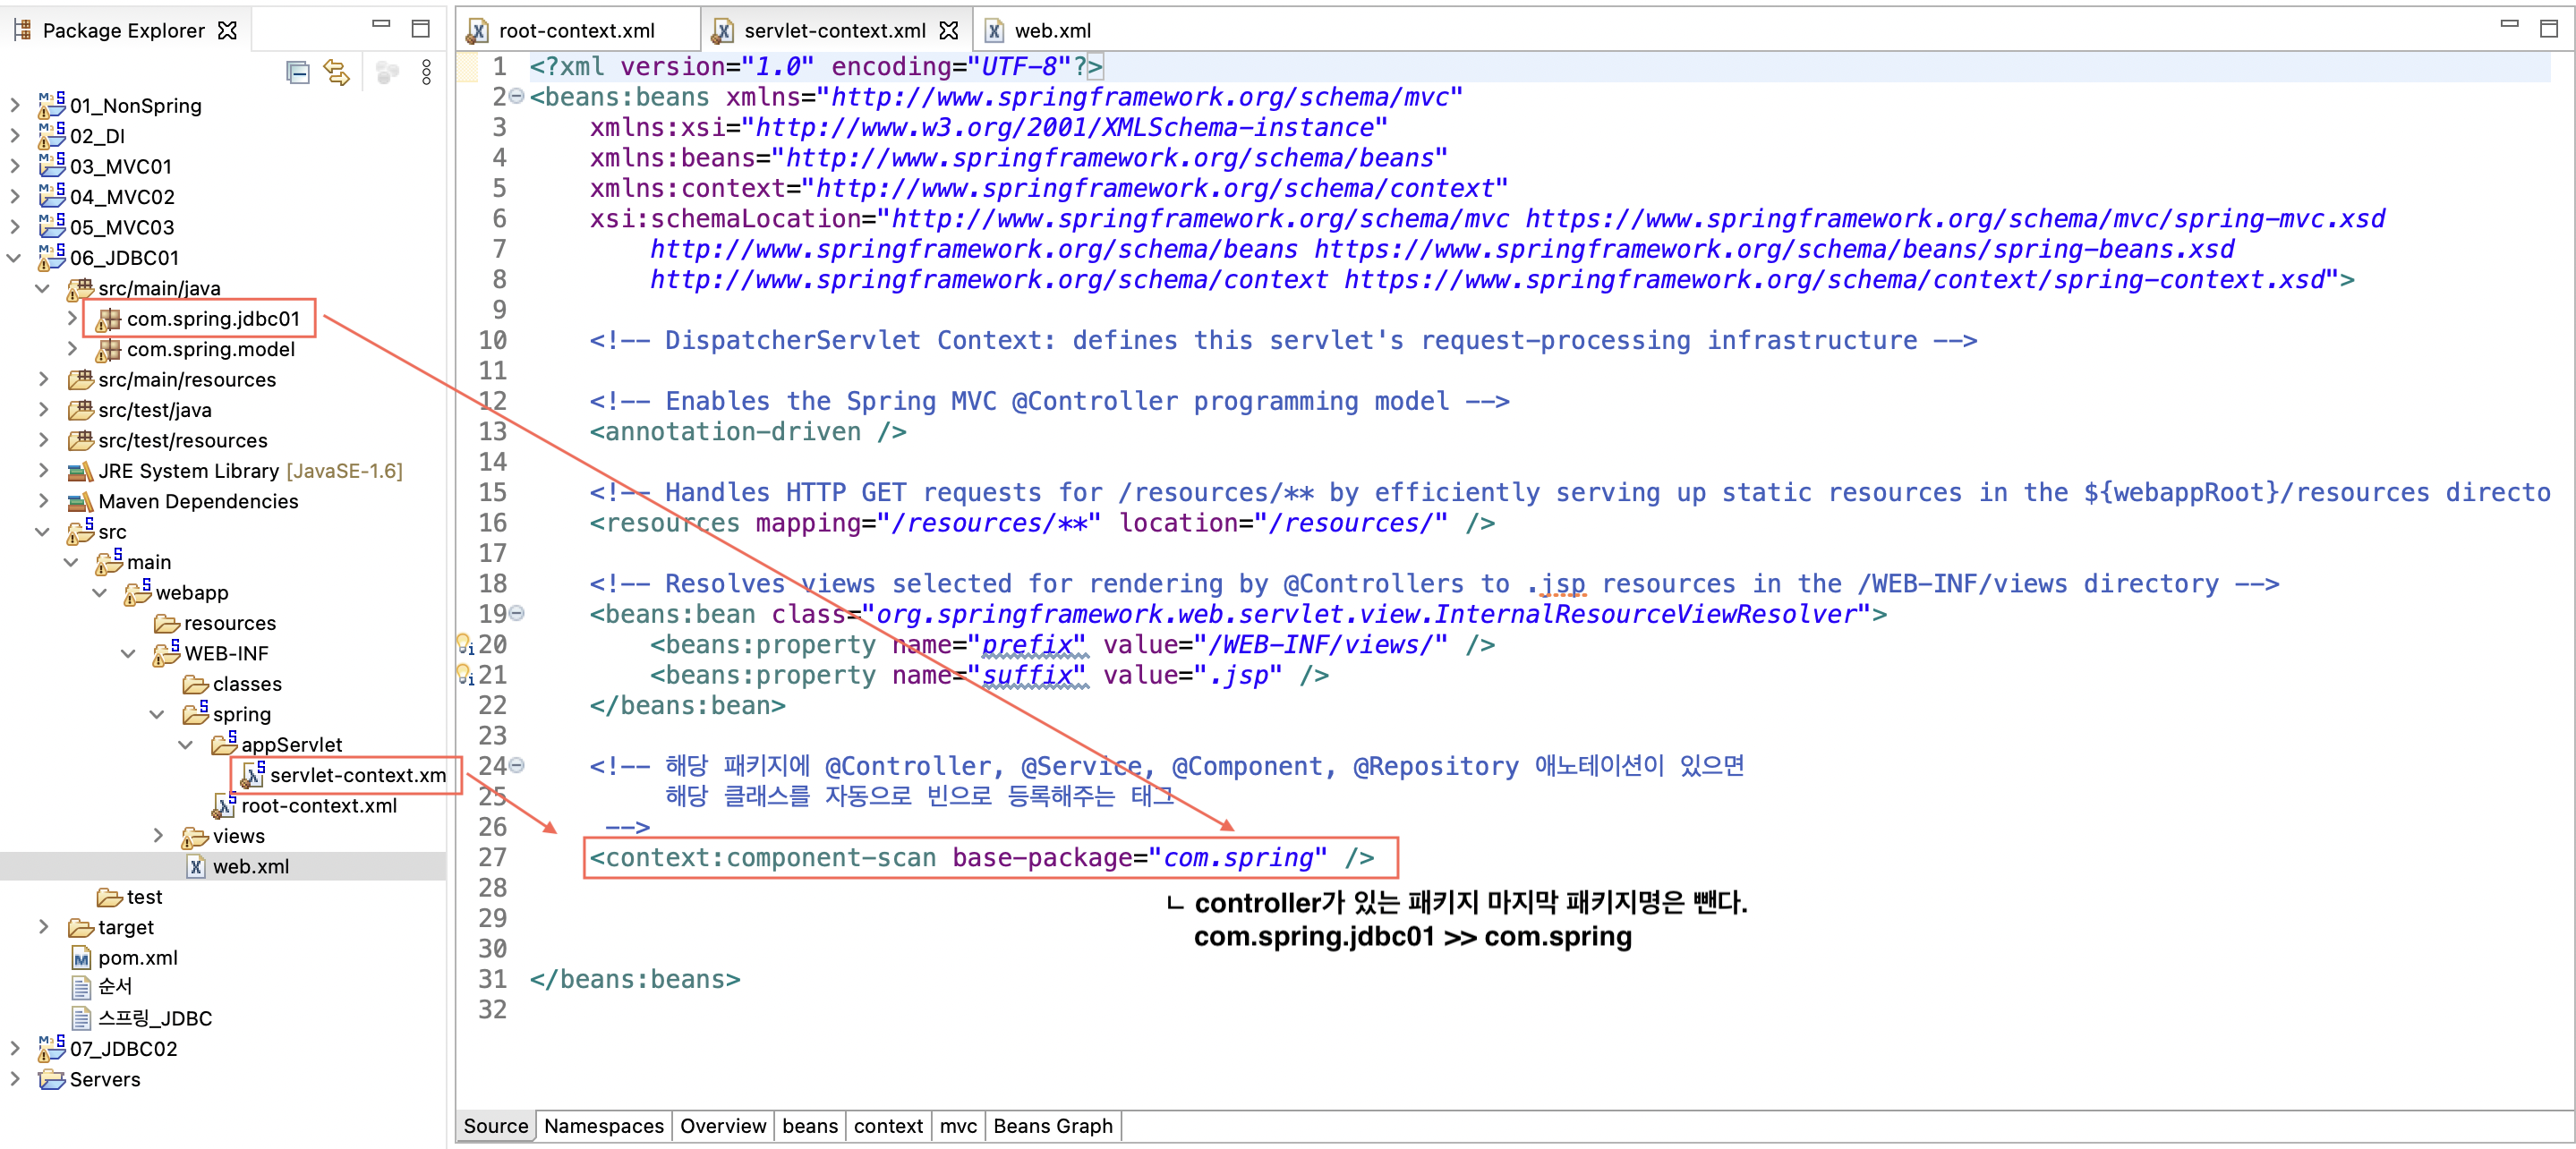 Package Explorer
01_NonSpring
02_DI
03_MVC01
04_MVC02
05_MVC03
06_JDBC01
src/main/java
com.spring.jdbc01
com.spring.model
src/main/resources
src/test/java
src/test/resources
JRE System Library [JavaSE-1.6]
Maven Dependencies
src
main
webapp
resources
WEB-INF
classes
spring
appServlet
servlet-context.xm
root-context.xml
views
web.xml
test
target
pom.xml
순서
스프링_JDBC
07_JDBC02
Servers
root-context.xml
servlet-context.xml
web.xml
1 <?xml version="1.0" encoding="UTF-8"?>
2 <beans:beans xmlns="http://www.springframework.org/schema/mvc"
3 xmlns:xsi="http://www.w3.org/2001/XMLSchema-instance"
4 xmlns:beans="http://www.springframework.org/schema/beans"
5 xmlns:context="http://www.springframework.org/schema/context"
6 xsi:schemaLocation="http://www.springframework.org/schema/mvc https://www.springframework.org/schema/mvc/spring-mvc.xsd
7 http://www.springframework.org/schema/beans https://www.springframework.org/schema/beans/spring-beans.xsd
8 http://www.springframework.org/schema/context https://www.springframework.org/schema/context/spring-context.xsd">
9
10 <!-- DispatcherServlet Context: defines this servlet's request-processing infrastructure -->
11
12 <!-- Enables the Spring MVC @Controller programming model -->
13 <annotation-driven />
14
15 <!-- Handles HTTP GET requests for /resources/** by efficiently serving up static resources in the ${webappRoot}/resources directo
16 <resources mapping="/resources/**" location="/resources/" />
17
18 <!-- Resolves views selected for rendering by @Controllers to .jsp resources in the /WEB-INF/views directory -->
19 <beans:bean class="org.springframework.web.servlet.view.InternalResourceViewResolver">
20 <beans:property name="prefix" value="/WEB-INF/views/" />
21 <beans:property name="suffix" value=".jsp" />
22 </beans:bean>
23
24 <!-- 해당 패키지에 @Controller, @Service, @Component, @Repository 애노테이션이 있으면
25 해당 클래스를 자동으로 빈으로 등록해주는 태그
26 -->
27 <context:component-scan base-package="com.spring" />
28
ㄴ controller가 있는 패키지 마지막 패키지명은 뺀다.
29
com.spring.jdbc01 >> com.spring
30
31 </beans:beans>
32
Source Namespaces Overview beans context mvc Beans Graph